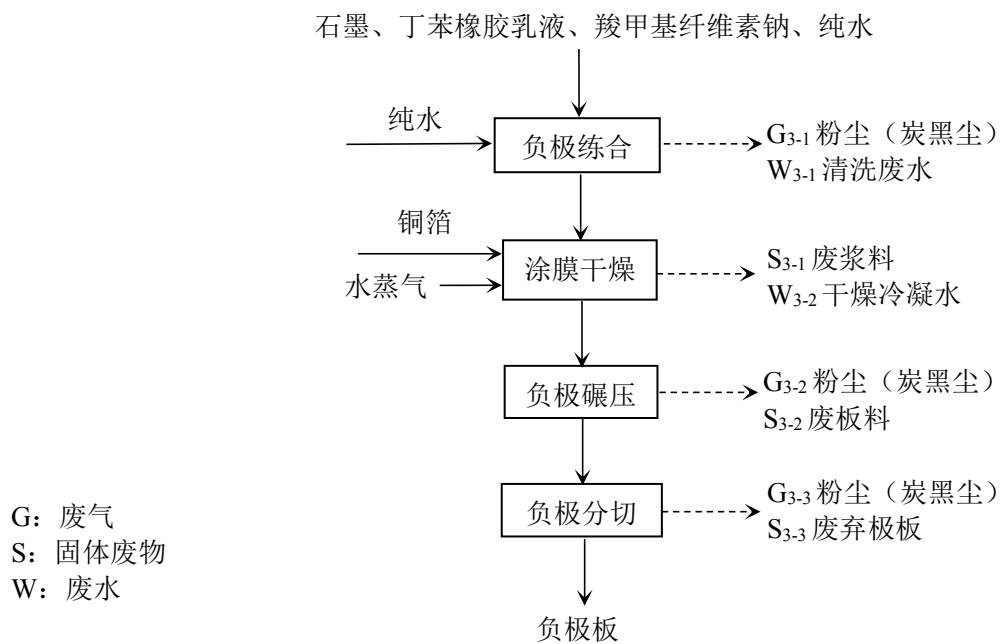 石墨、丁苯橡胶乳液、羧甲基纤维素钠、纯水
纯水
负极练合
G3-1 粉尘（炭黑尘）
W3-1 清洗废水
铜箔
水蒸气
涂膜干燥
S3-1 废浆料
W3-2 干燥冷凝水
负极碾压
G3-2 粉尘（炭黑尘）
S3-2 废板料
负极分切
G3-3 粉尘（炭黑尘）
S3-3 废弃极板
G：废气
S：固体废物
W：废水
负极板